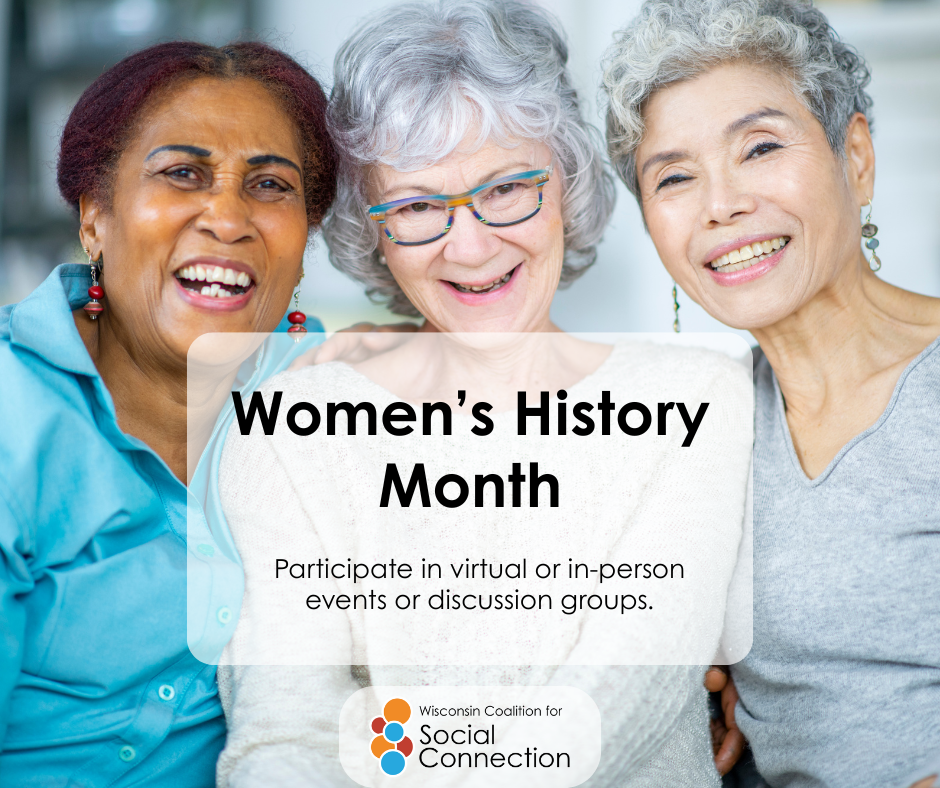 Women’s History
Month
Participate in virtual or in-person
events or discussion groups.
Wisconsin Coalition for
Social
Connection